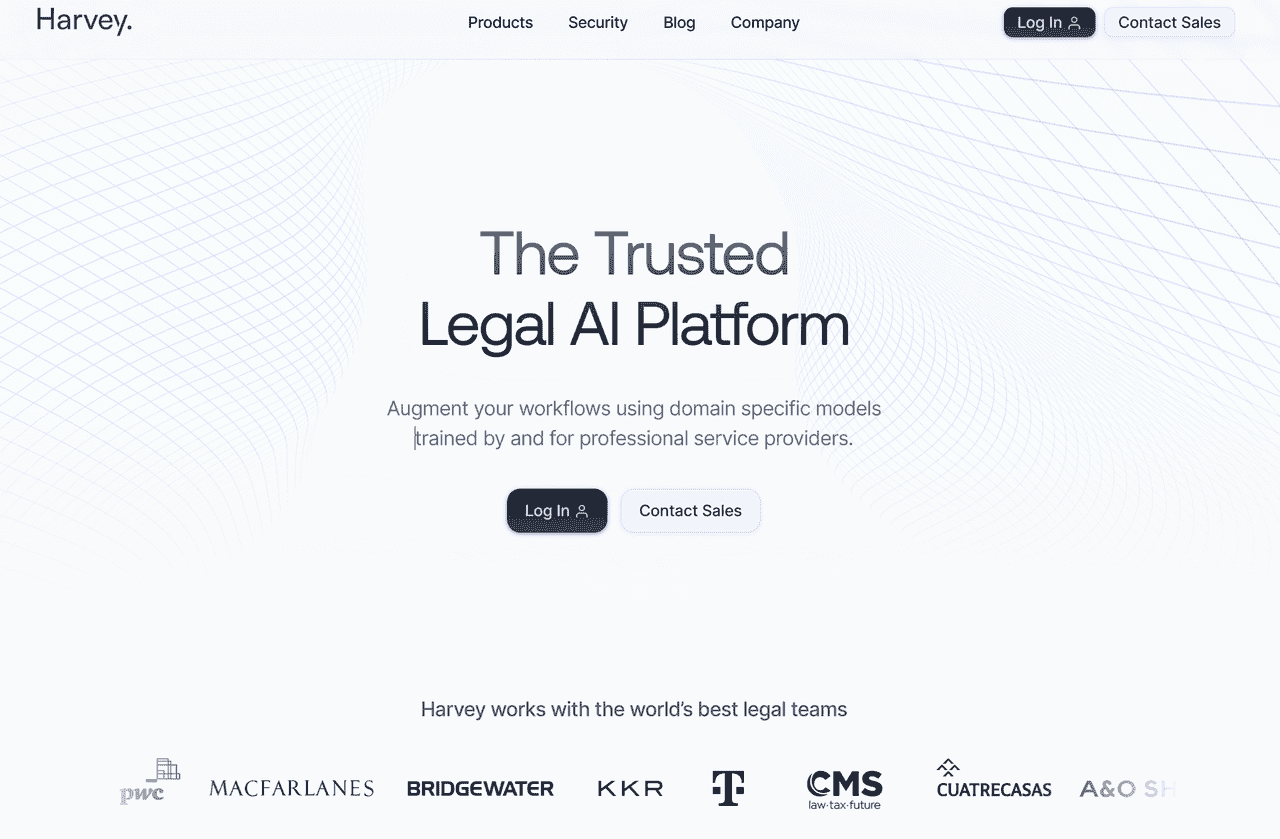 Harvey.
Products Security Blog Company
Log In Contact Sales
The Trusted
Legal AI Platform
Augment your workflows using domain specific models
trained by and for professional service providers.
Log In Contact Sales
Harvey works with the world’s best legal teams
pwc MACFARLANES BRIDGEWATER KKR T CMS CUATRECASAS A&O SH
law·tax·future